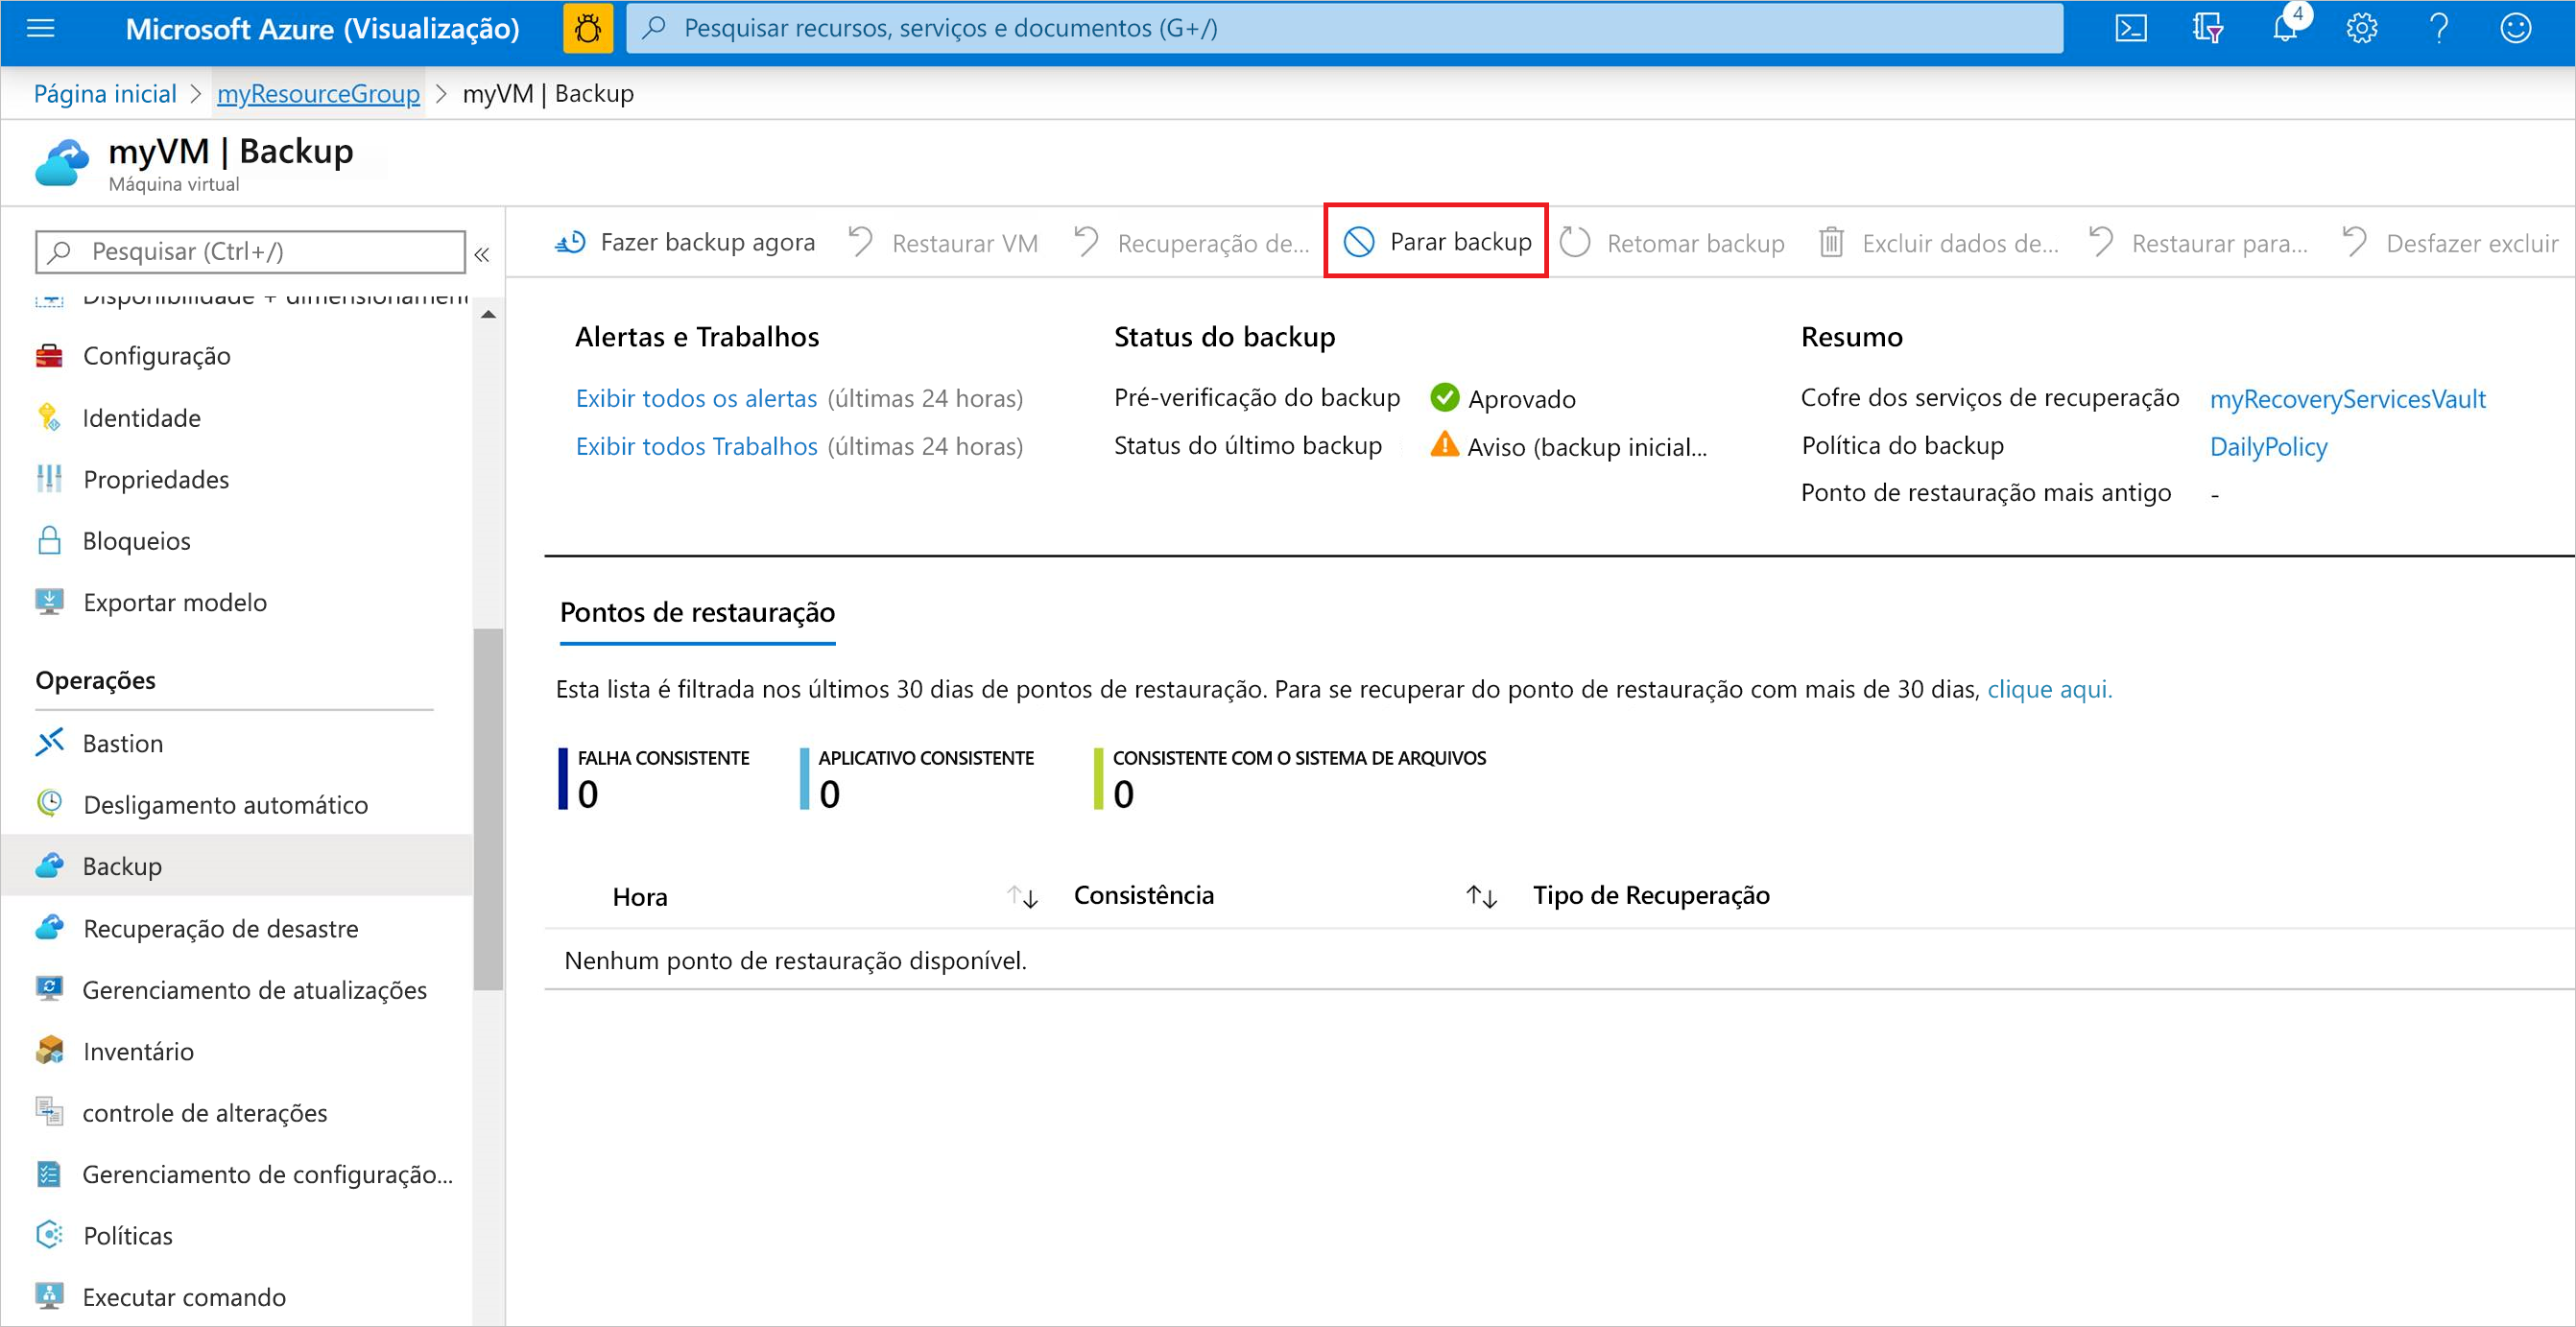 Microsoft Azure (Visualização)
Pesquisar recursos, serviços e documentos (G+/)
4
Página inicial > myResourceGroup > myVM | Backup
myVM | Backup
Máquina virtual
Pesquisar (Ctrl+/)
«
Fazer backup agora
Restaurar VM
Recuperação de...
Parar backup
Retomar backup
Excluir dados de...
Restaurar para...
Desfazer excluir
Disponibilidade + dimensionament
Configuração
Identidade
Propriedades
Bloqueios
Exportar modelo
Operações
Bastion
Desligamento automático
Backup
Recuperação de desastre
Gerenciamento de atualizações
Inventário
controle de alterações
Gerenciamento de configuração...
Políticas
Executar comando
Alertas e Trabalhos
Exibir todos os alertas (últimas 24 horas)
Exibir todos Trabalhos (últimas 24 horas)
Status do backup
Pré-verificação do backup Aprovado
Status do último backup Aviso (backup inicial...
Resumo
Cofre dos serviços de recuperação myRecoveryServicesVault
Política do backup DailyPolicy
Ponto de restauração mais antigo -
Pontos de restauração
Esta lista é filtrada nos últimos 30 dias de pontos de restauração. Para se recuperar do ponto de restauração com mais de 30 dias, clique aqui.
FALHA CONSISTENTE
0
APLICATIVO CONSISTENTE
0
CONSISTENTE COM O SISTEMA DE ARQUIVOS
0
Hora Consistência Tipo de Recuperação
Nenhum ponto de restauração disponível.